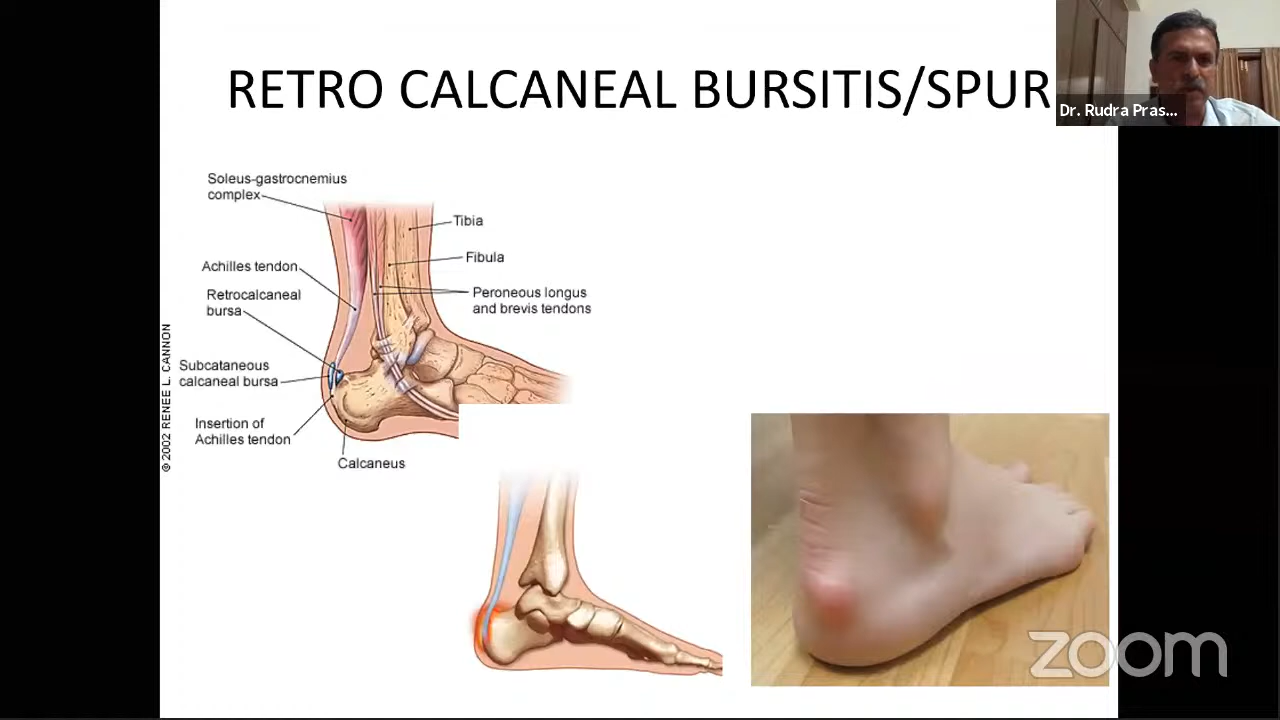 RETRO CALCANEAL BURSITIS/SPUR
Dr. Rudra Pras...
Soleus-gastrocnemius
complex
Tibia
Fibula
Achilles tendon
Retrocalcaneal
bursa
Peroneous longus
and brevis tendons
Subcataneous
calcaneal bursa
Insertion of
Achilles tendon
Calcaneus
© 2002 RENEE L. CANNON
zoom